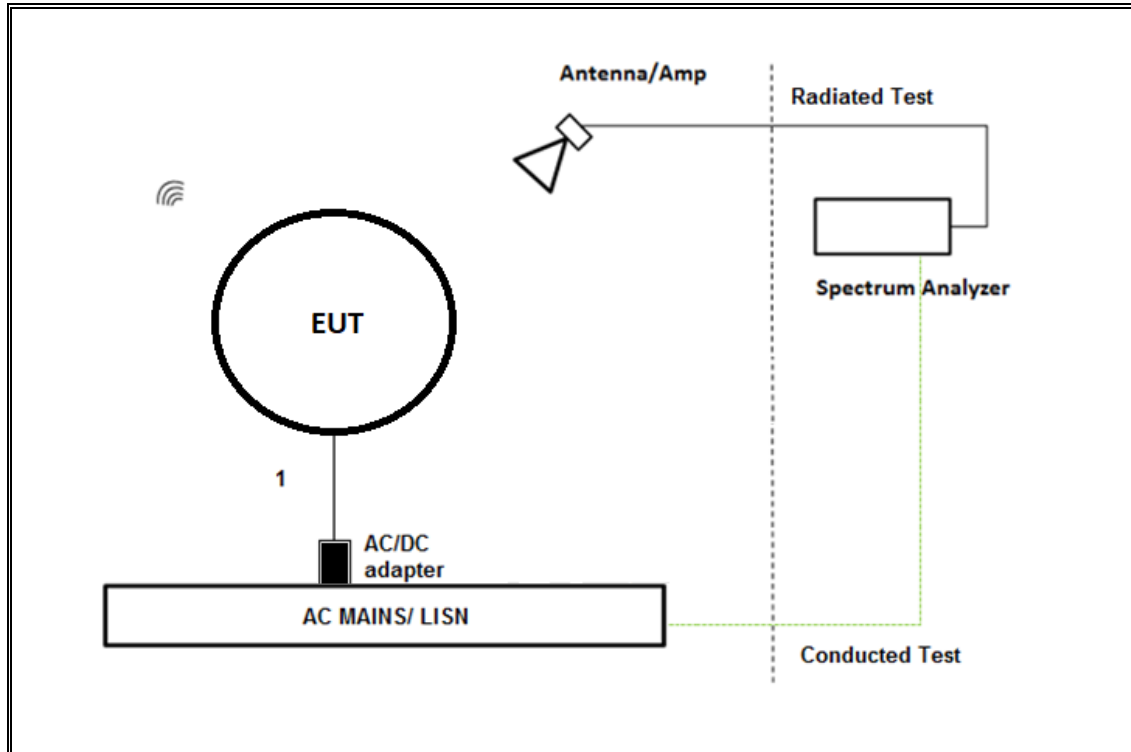 Antenna/Amp
Radiated Test
Spectrum Analyzer
EUT
1
AC/DC
adapter
AC MAINS/ LISN
Conducted Test